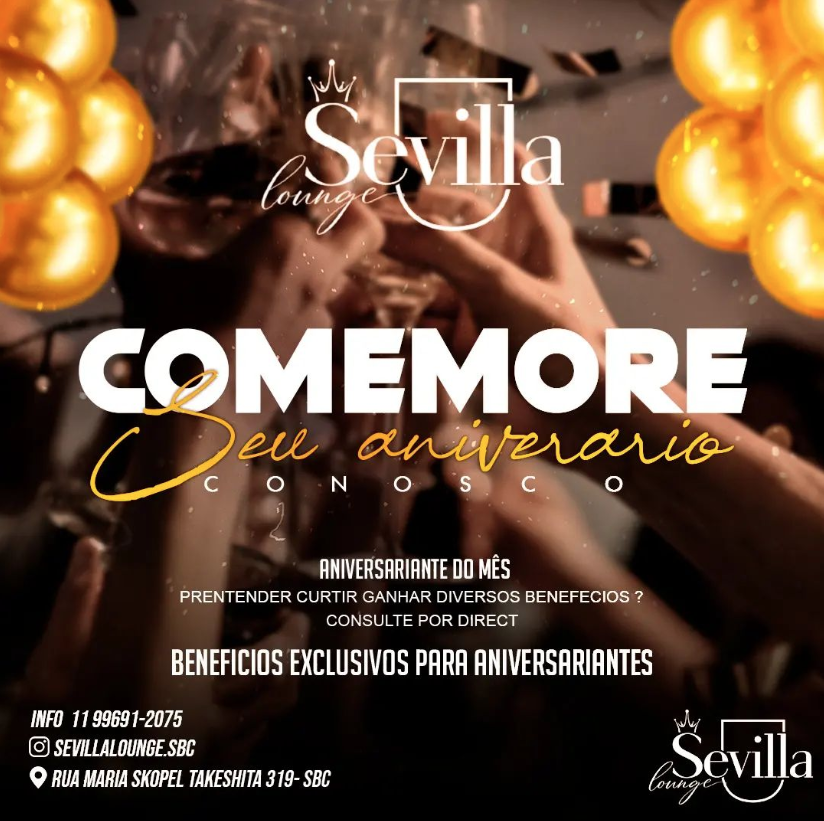 Sevilla
lounge
COMEMORE
Seu aniverario
CONOSCO
ANIVERSARIANTE DO MÊS
PRENTENDER CURTIR GANHAR DIVERSOS BENEFECIOS ?
CONSULTE POR DIRECT
BENEFICIOS EXCLUSIVOS PARA ANIVERSARIANTES
INFO 11 99691-2075
SEVILLALOUNGE.SBC
RUA MARIA SKOPEL TAKESHITA 319- SBC
Sevilla
lounge